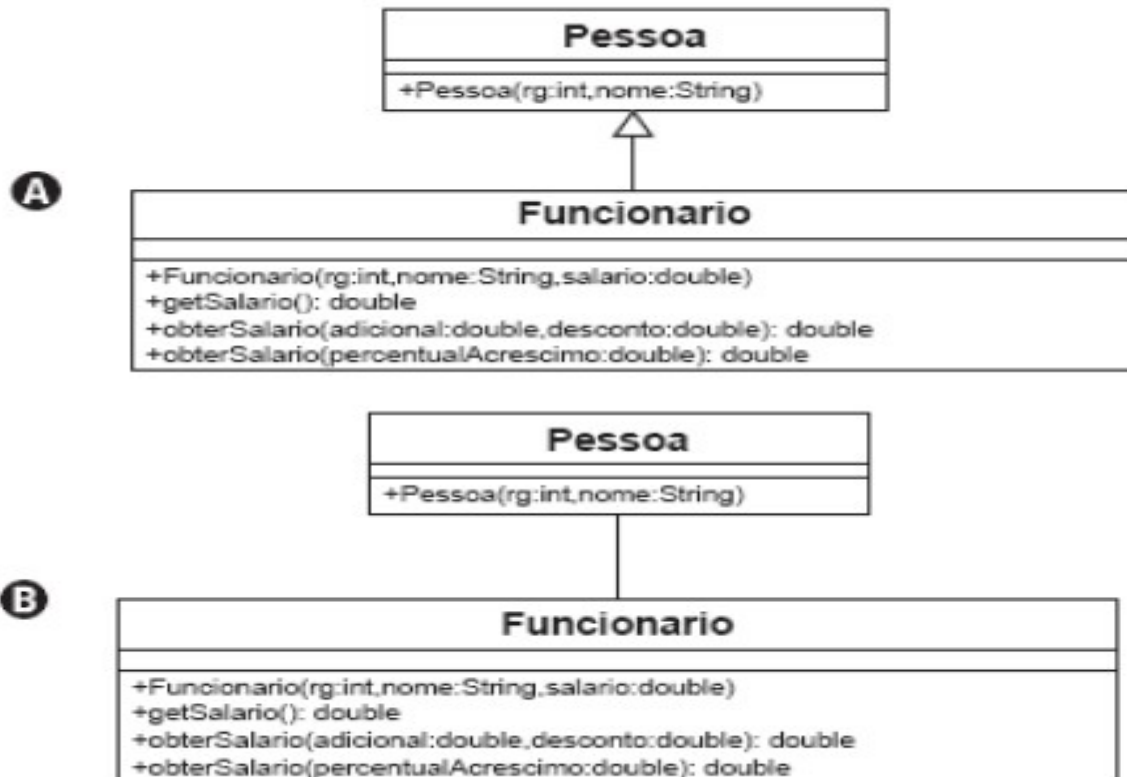 Pessoa
+Pessoa(rg:int,nome:String)
A
Funcionario
+Funcionario(rg:int,nome:String,salario:double)
+getSalario(): double
+obterSalario(adicional:double,desconto:double): double
+obterSalario(percentualAcrescimo:double): double
Pessoa
+Pessoa(rg:int,nome:String)
B
Funcionario
+Funcionario(rg:int,nome:String,salario:double)
+getSalario(): double
+obterSalario(adicional:double,desconto:double): double
+obterSalario(percentualAcrescimo:double): double